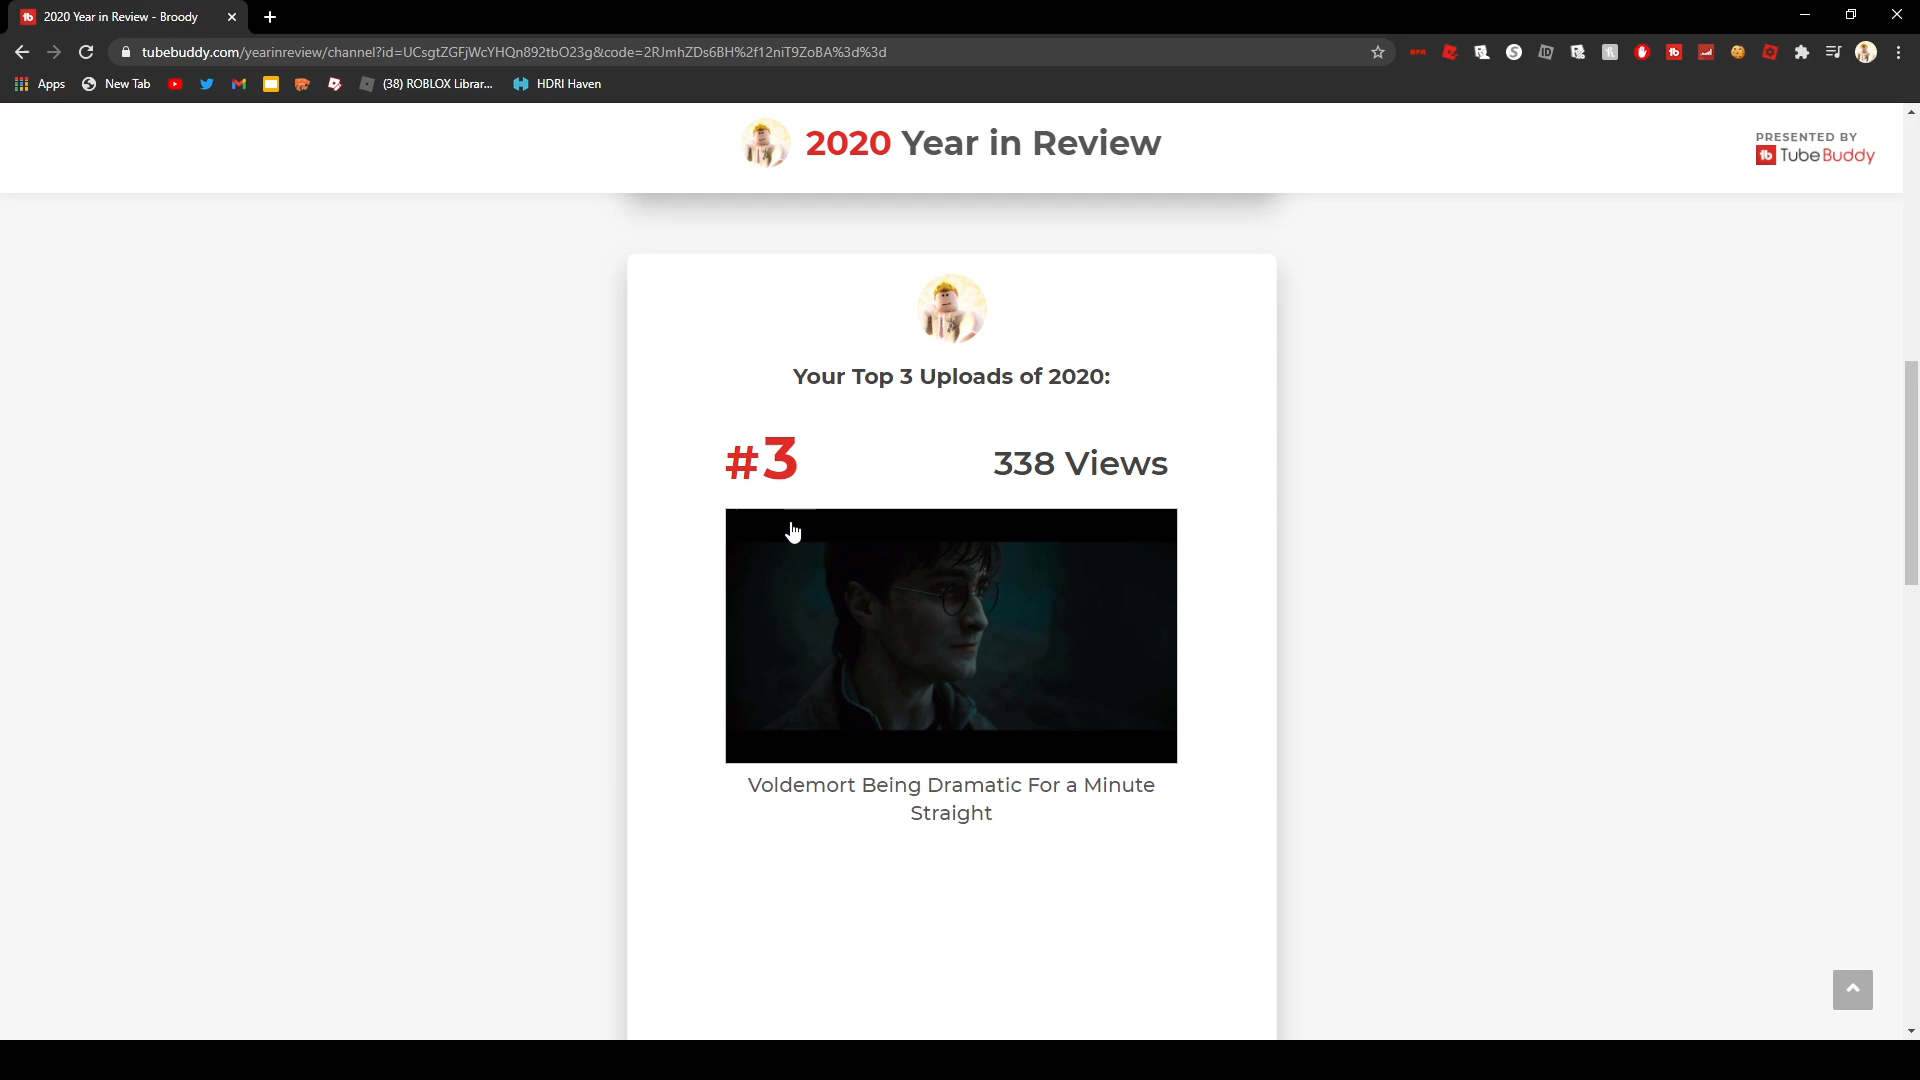 2020 Year in Review - Broody
tubebuddy.com/yearinreview/channel?id=UCsgtZGFjWcYHQn892tbO23g&code=2RJmhZDs6BH%2f12niT9ZoBA%3d%3d
Apps New Tab (38) ROBLOX Librar... HDRI Haven
2020 Year in Review
PRESENTED BY
TubeBuddy
Your Top 3 Uploads of 2020:
#3 338 Views
Voldemort Being Dramatic For a Minute
Straight